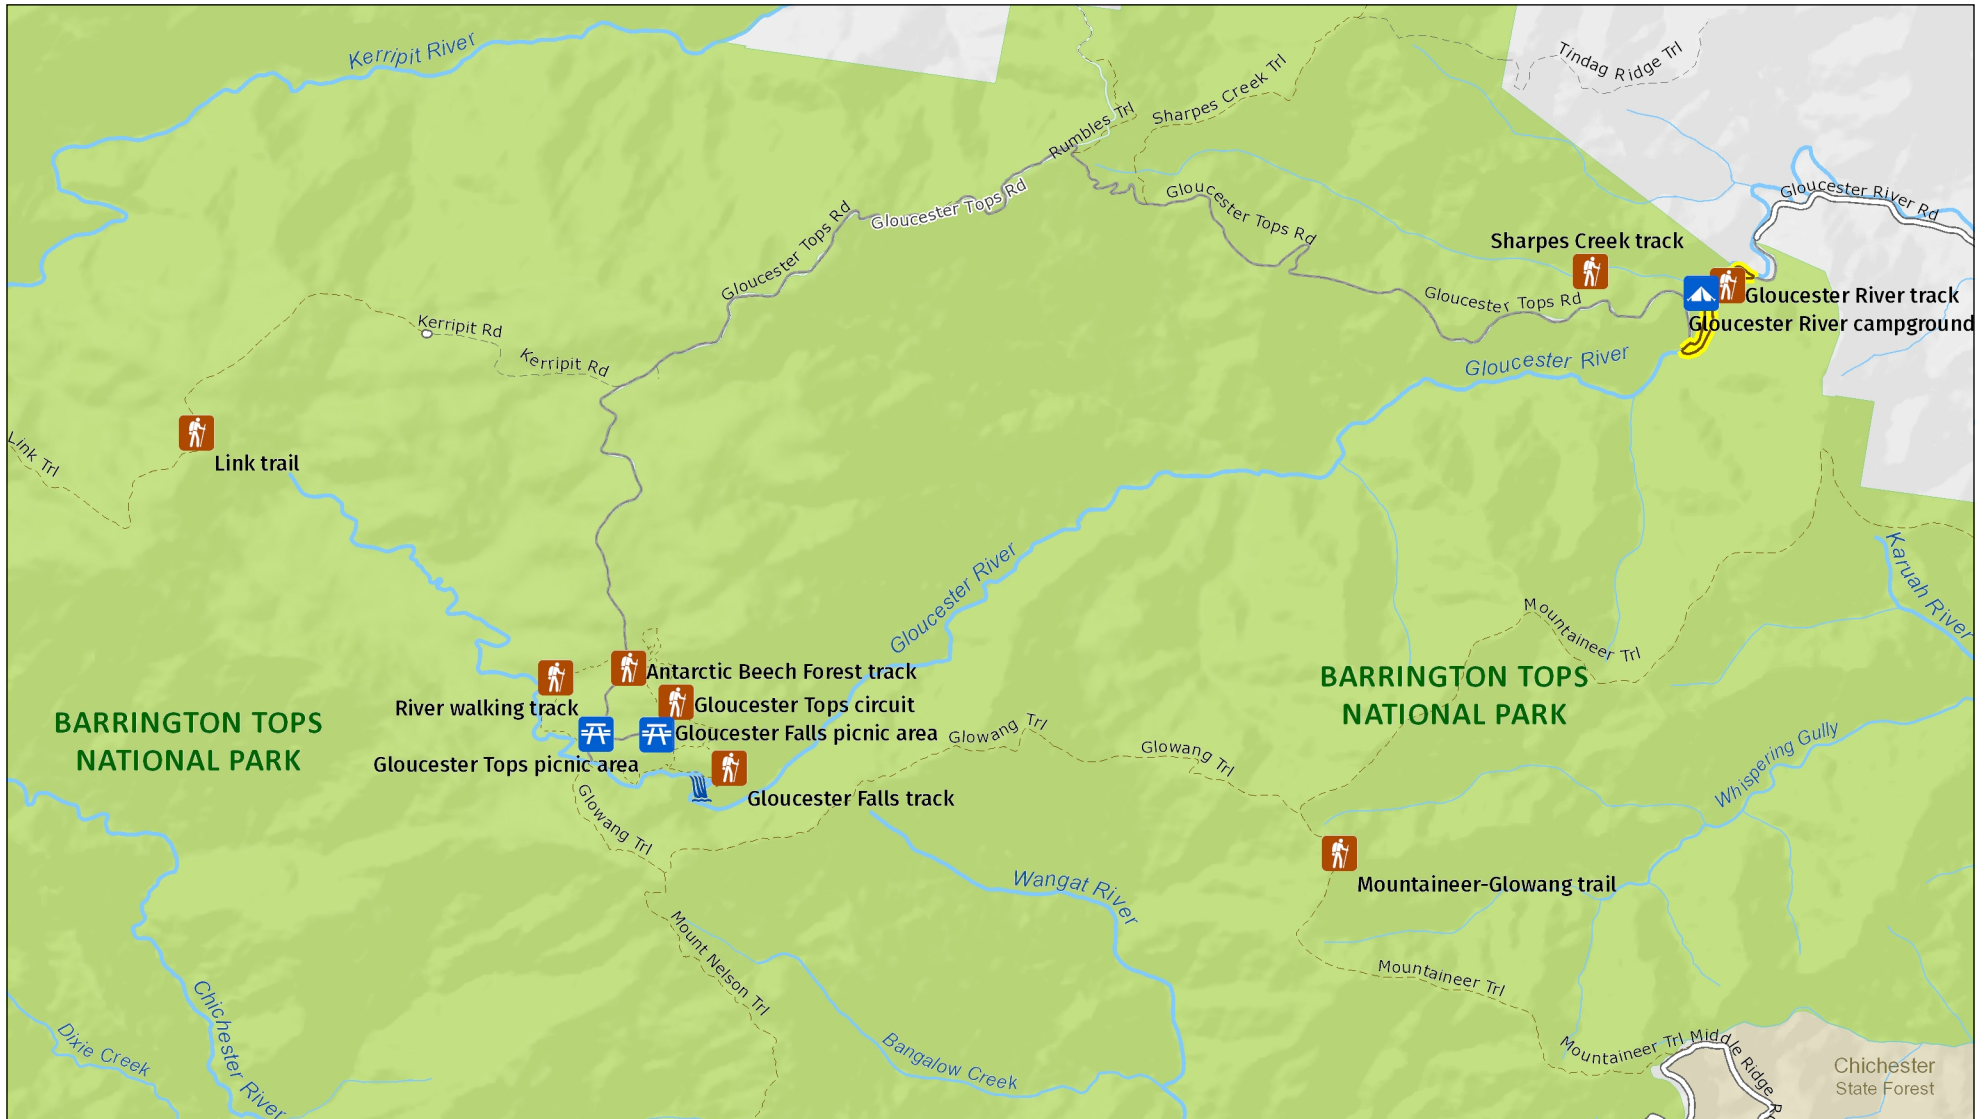 Kerripit River
Tindag Ridge Trl
Sharpes Creek Trl
Rumbles Trl
Gloucester River Rd
Gloucester Tops Rd
Gloucester Tops Rd
Gloucester Tops Rd
Sharpes Creek track
Gloucester Tops Rd
Gloucester River track
Gloucester River campground
Kerripit Rd
Kerripit Rd
Gloucester River
Link Trl
Link trail
Gloucester River
Karuah River
Mountaineer Trl
Antarctic Beech Forest track
River walking track
Gloucester Tops circuit
BARRINGTON TOPS
NATIONAL PARK
BARRINGTON TOPS
NATIONAL PARK
Gloucester Falls picnic area
Glowang Trl
Glowang Trl
Gloucester Tops picnic area
Whispering Gully
Gloucester Falls track
Glowang Trl
Wangat River
Mountaineer-Glowang trail
Mount Nelson Trl
Mountaineer Trl
Chichester River
Dixie Creek
Bangalow Creek
Mountaineer Trl
Middle Ridge R
Chichester
State Forest